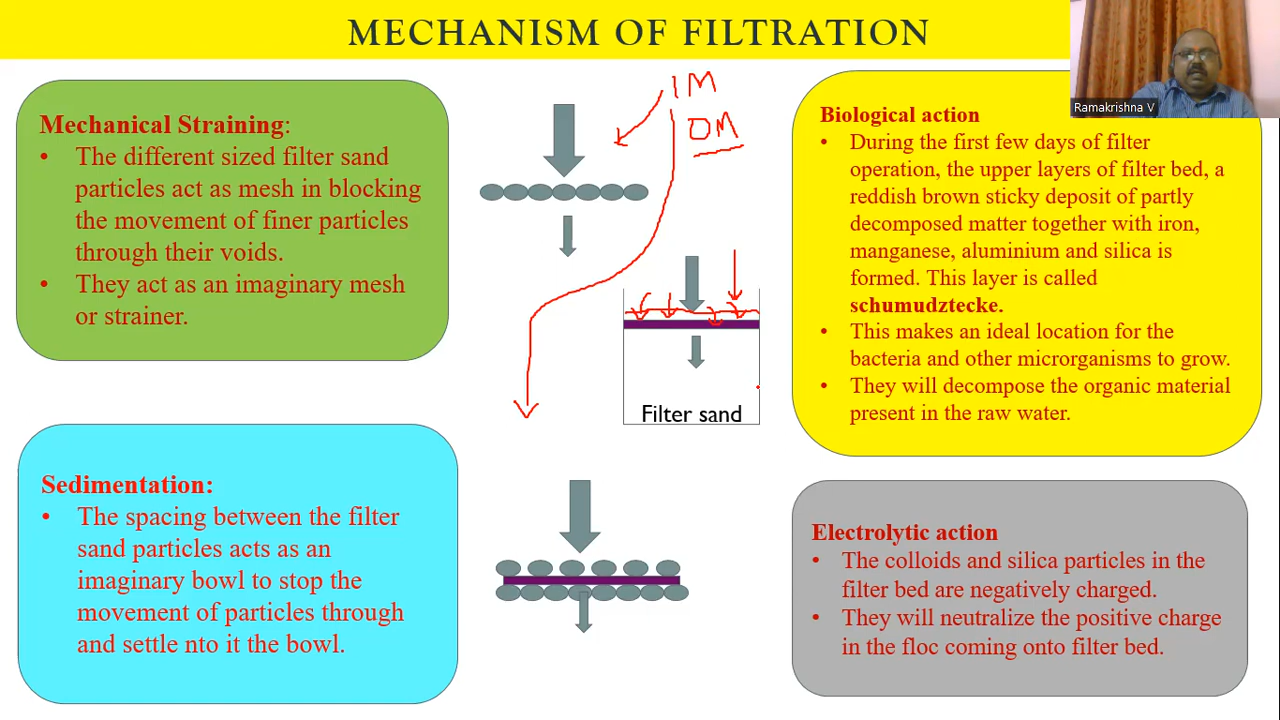 MECHANISM OF FILTRATION
Ramakrishna V
Mechanical Straining:
• The different sized filter sand
particles act as mesh in blocking
the movement of finer particles
through their voids.
• They act as an imaginary mesh
or strainer.
IM
OM
Filter sand
Biological action
• During the first few days of filter
operation, the upper layers of filter bed, a
reddish brown sticky deposit of partly
decomposed matter together with iron,
manganese, aluminium and silica is
formed. This layer is called
schumudztecke.
• This makes an ideal location for the
bacteria and other microrganisms to grow.
• They will decompose the organic material
present in the raw water.
Sedimentation:
• The spacing between the filter
sand particles acts as an
imaginary bowl to stop the
movement of particles through
and settle nto it the bowl.
Electrolytic action
• The colloids and silica particles in the
filter bed are negatively charged.
• They will neutralize the positive charge
in the floc coming onto filter bed.